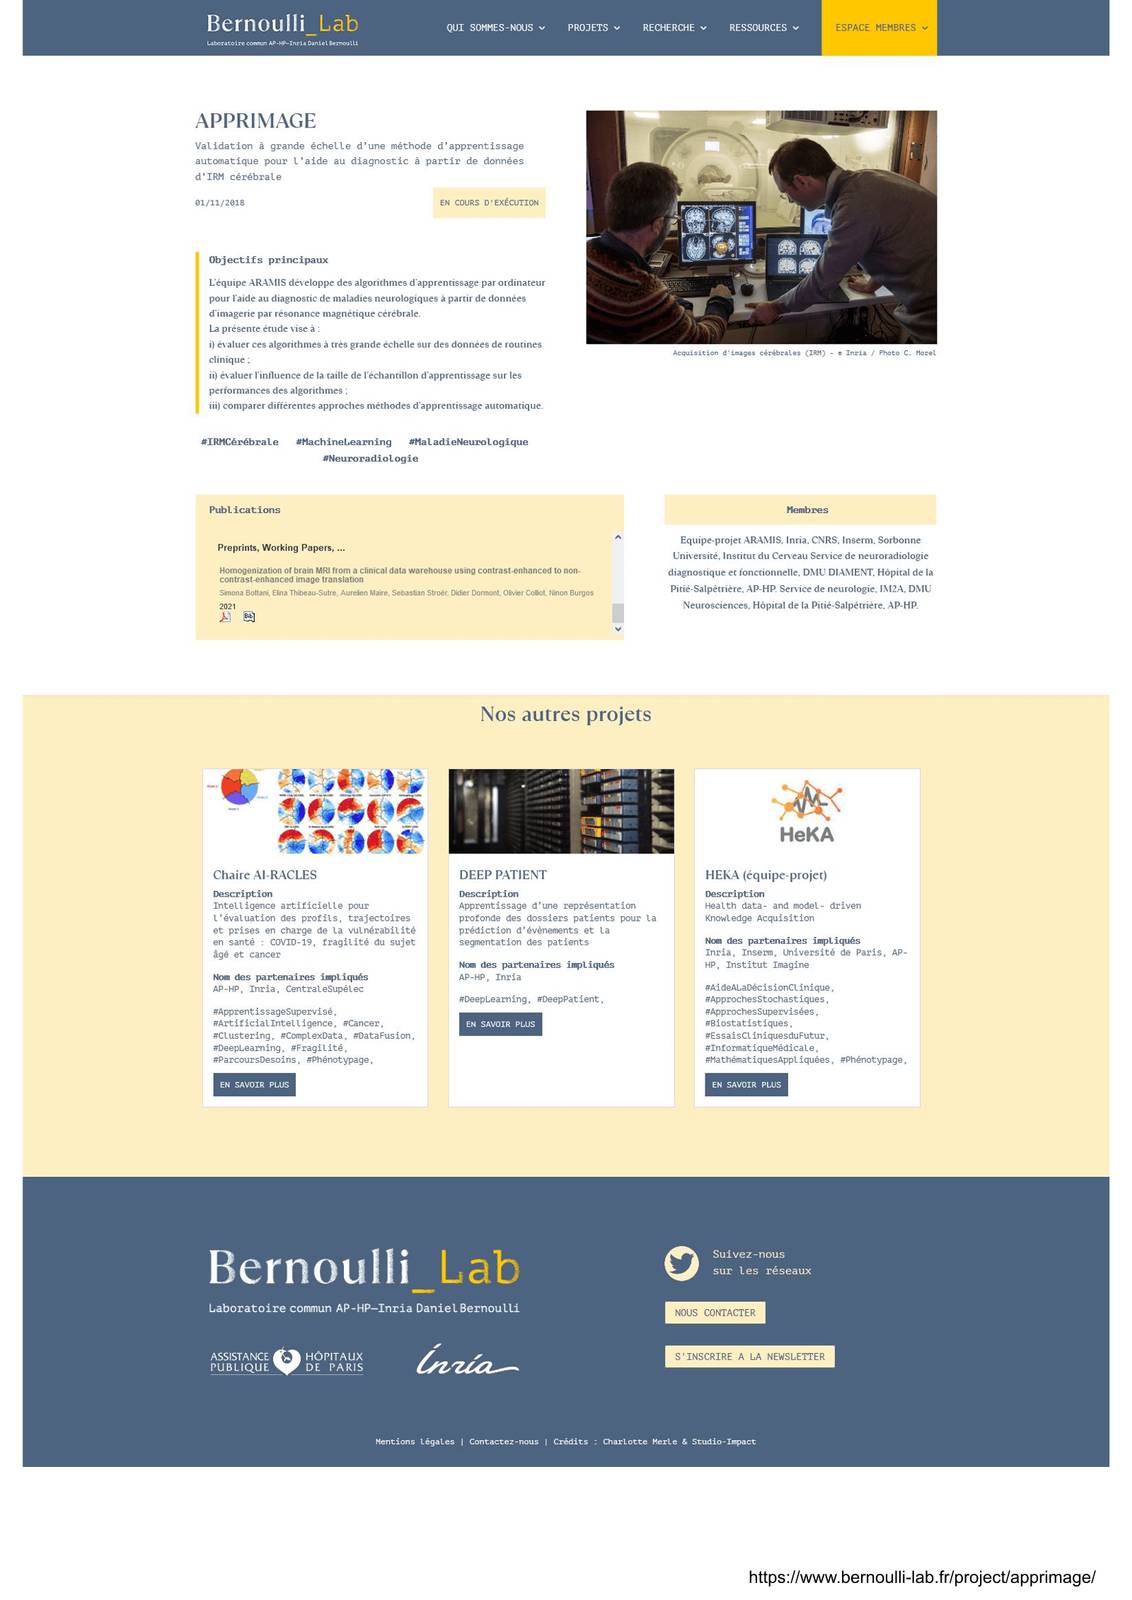 Bernoulli_Lab
Laboratoire commun AP-HP—Inria Daniel Bernoulli
QUI SOMMES-NOUS
PROJETS
RECHERCHE
RESSOURCES
ESPACE MEMBRES
APPRIMAGE
Validation à grande échelle d'une méthode d'apprentissage
automatique pour l'aide au diagnostic à partir de données
d'IRM cérébrale
01/11/2018
EN COURS D'EXÉCUTION
Acquisition d'images cérébrales (IRM) - © Inria / Photo C. Morel
Objectifs principaux
L'équipe ARAMIS développe des algorithmes d'apprentissage par ordinateur
pour l'aide au diagnostic de maladies neurologiques à partir de données
d'imagerie par résonance magnétique cérébrale.
La présente étude vise à :
i) évaluer ces algorithmes à très grande échelle sur des données de routines
clinique ;
ii) évaluer l'influence de la taille de l'échantillon d'apprentissage sur les
performances des algorithmes ;
iii) comparer différentes approches méthodes d'apprentissage automatique.
#IRMCérébrale #MachineLearning #MaladieNeurologique
#Neuroradiologie
Publications
Preprints, Working Papers, ...
Homogenization of brain MRI from a clinical data warehouse using contrast-enhanced to non-
contrast-enhanced image translation
Simona Bottani, Elina Thibeau-Sutre, Aurelien Maire, Sebastian Stroër, Didier Dormont, Olivier Colliot, Ninon Burgos
2021
Bib
Membres
Equipe-projet ARAMIS, Inria, CNRS, Inserm, Sorbonne
Université, Institut du Cerveau Service de neuroradiologie
diagnostique et fonctionnelle, DMU DIAMENT, Hôpital de la
Pitié-Salpêtrière, AP-HP. Service de neurologie, IM2A, DMU
Neurosciences, Hôpital de la Pitié-Salpêtrière, AP-HP.
Nos autres projets
Chaire AI-RACLES
Description
Intelligence artificielle pour
l'évaluation des profils, trajectoires
et prises en charge de la vulnérabilité
en santé : COVID-19, fragilité du sujet
âgé et cancer
Nom des partenaires impliqués
AP-HP, Inria, CentraleSupélec
#ApprentissageSupervisé,
#ArtificialIntelligence, #Cancer,
#Clustering, #ComplexData, #DataFusion,
#DeepLearning, #Fragilité,
#ParcoursDesoins, #Phénotypage,
EN SAVOIR PLUS
DEEP PATIENT
Description
Apprentissage d'une représentation
profonde des dossiers patients pour la
prédiction d'évènements et la
segmentation des patients
Nom des partenaires impliqués
AP-HP, Inria
#DeepLearning, #DeepPatient,
EN SAVOIR PLUS
HeKA
HEKA (équipe-projet)
Description
Health data- and model- driven
Knowledge Acquisition
Nom des partenaires impliqués
Inria, Inserm, Université de Paris, AP-
HP, Institut Imagine
#AideALaDécisionClinique,
#ApprochesStochastiques,
#ApprochesSupervisées,
#Biostatistiques,
#EssaisCliniquesduFutur,
#InformatiqueMédicale,
#MathématiquesAppliquées, #Phénotypage,
EN SAVOIR PLUS
Bernoulli_Lab
Laboratoire commun AP-HP—Inria Daniel Bernoulli
ASSISTANCE HÔPITAUX
PUBLIQUE DE PARIS
Inria
Suivez-nous
sur les réseaux
NOUS CONTACTER
S'INSCRIRE A LA NEWSLETTER
Mentions légales | Contactez-nous | Crédits : Charlotte Merle & Studio-Impact
https://www.bernoulli-lab.fr/project/apprimage/